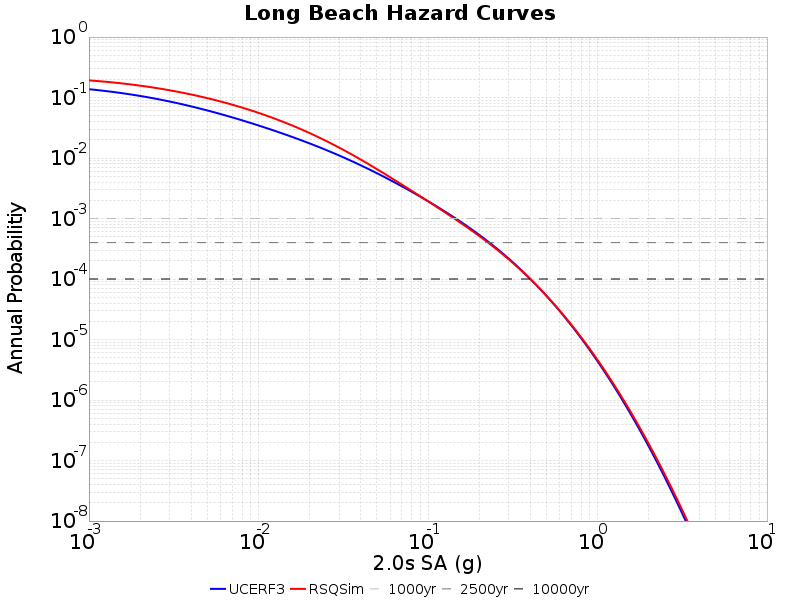 Long Beach Hazard Curves
10^0
10^-1
10^-2
10^-3
10^-4
10^-5
10^-6
10^-7
10^-8
Annual Probabilitiy
10^-3 10^-2 10^-1 10^0 10^1
2.0s SA (g)
UCERF3 RSQSim 1000yr 2500yr 10000yr